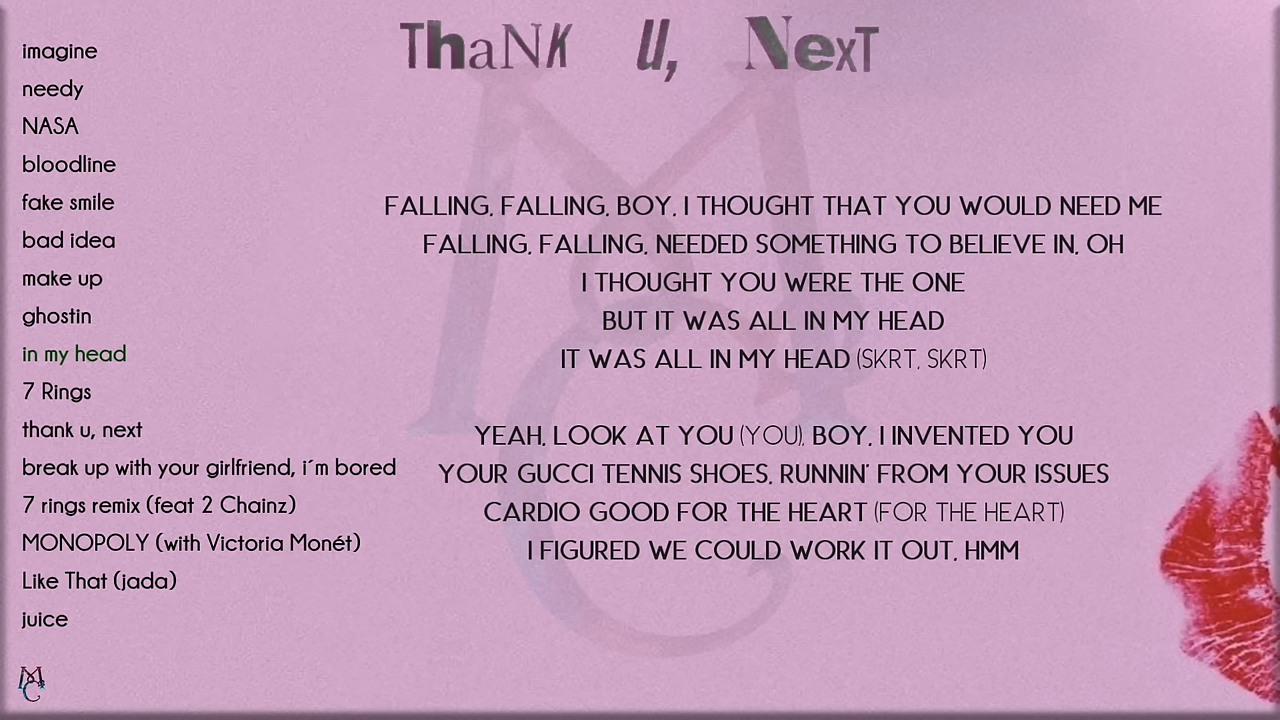 Thank u, Next
imagine
needy
NASA
bloodline
fake smile
bad idea
make up
ghostin
in my head
7 Rings
thank u, next
break up with your girlfriend, i´m bored
7 rings remix (feat 2 Chainz)
MONOPOLY (with Victoria Monét)
Like That (jada)
juice
FALLING, FALLING, BOY, I THOUGHT THAT YOU WOULD NEED ME
FALLING, FALLING, NEEDED SOMETHING TO BELIEVE IN, OH
I THOUGHT YOU WERE THE ONE
BUT IT WAS ALL IN MY HEAD
IT WAS ALL IN MY HEAD (SKRT, SKRT)
YEAH, LOOK AT YOU (YOU), BOY, I INVENTED YOU
YOUR GUCCI TENNIS SHOES, RUNNIN' FROM YOUR ISSUES
CARDIO GOOD FOR THE HEART (FOR THE HEART)
I FIGURED WE COULD WORK IT OUT, HMM
MC